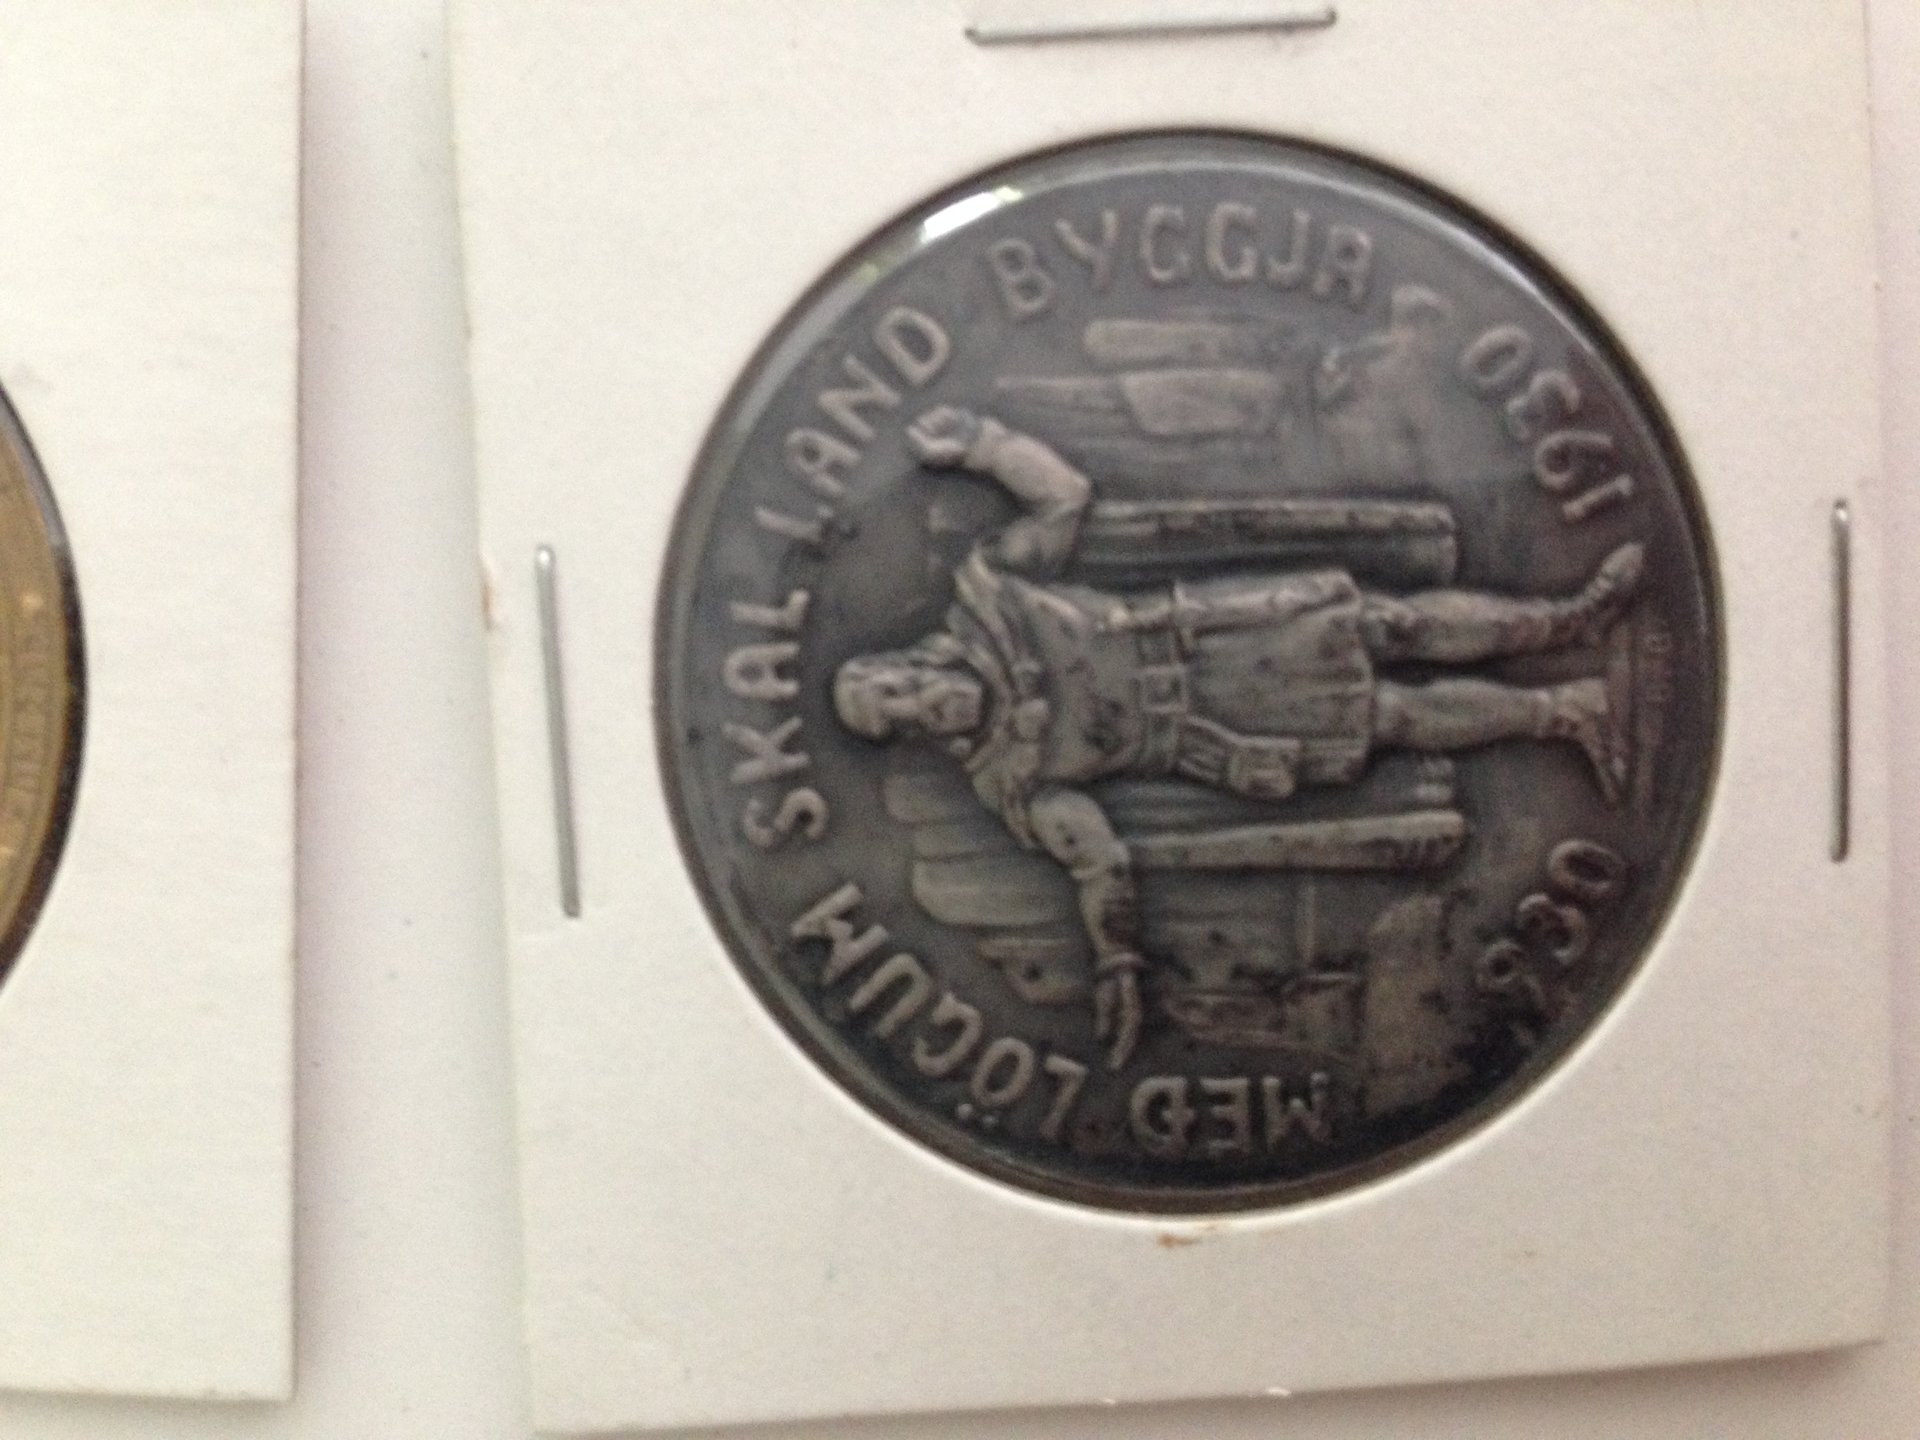 MEÐ LÖGUM SKAL LAND BYGGJA
930 1930